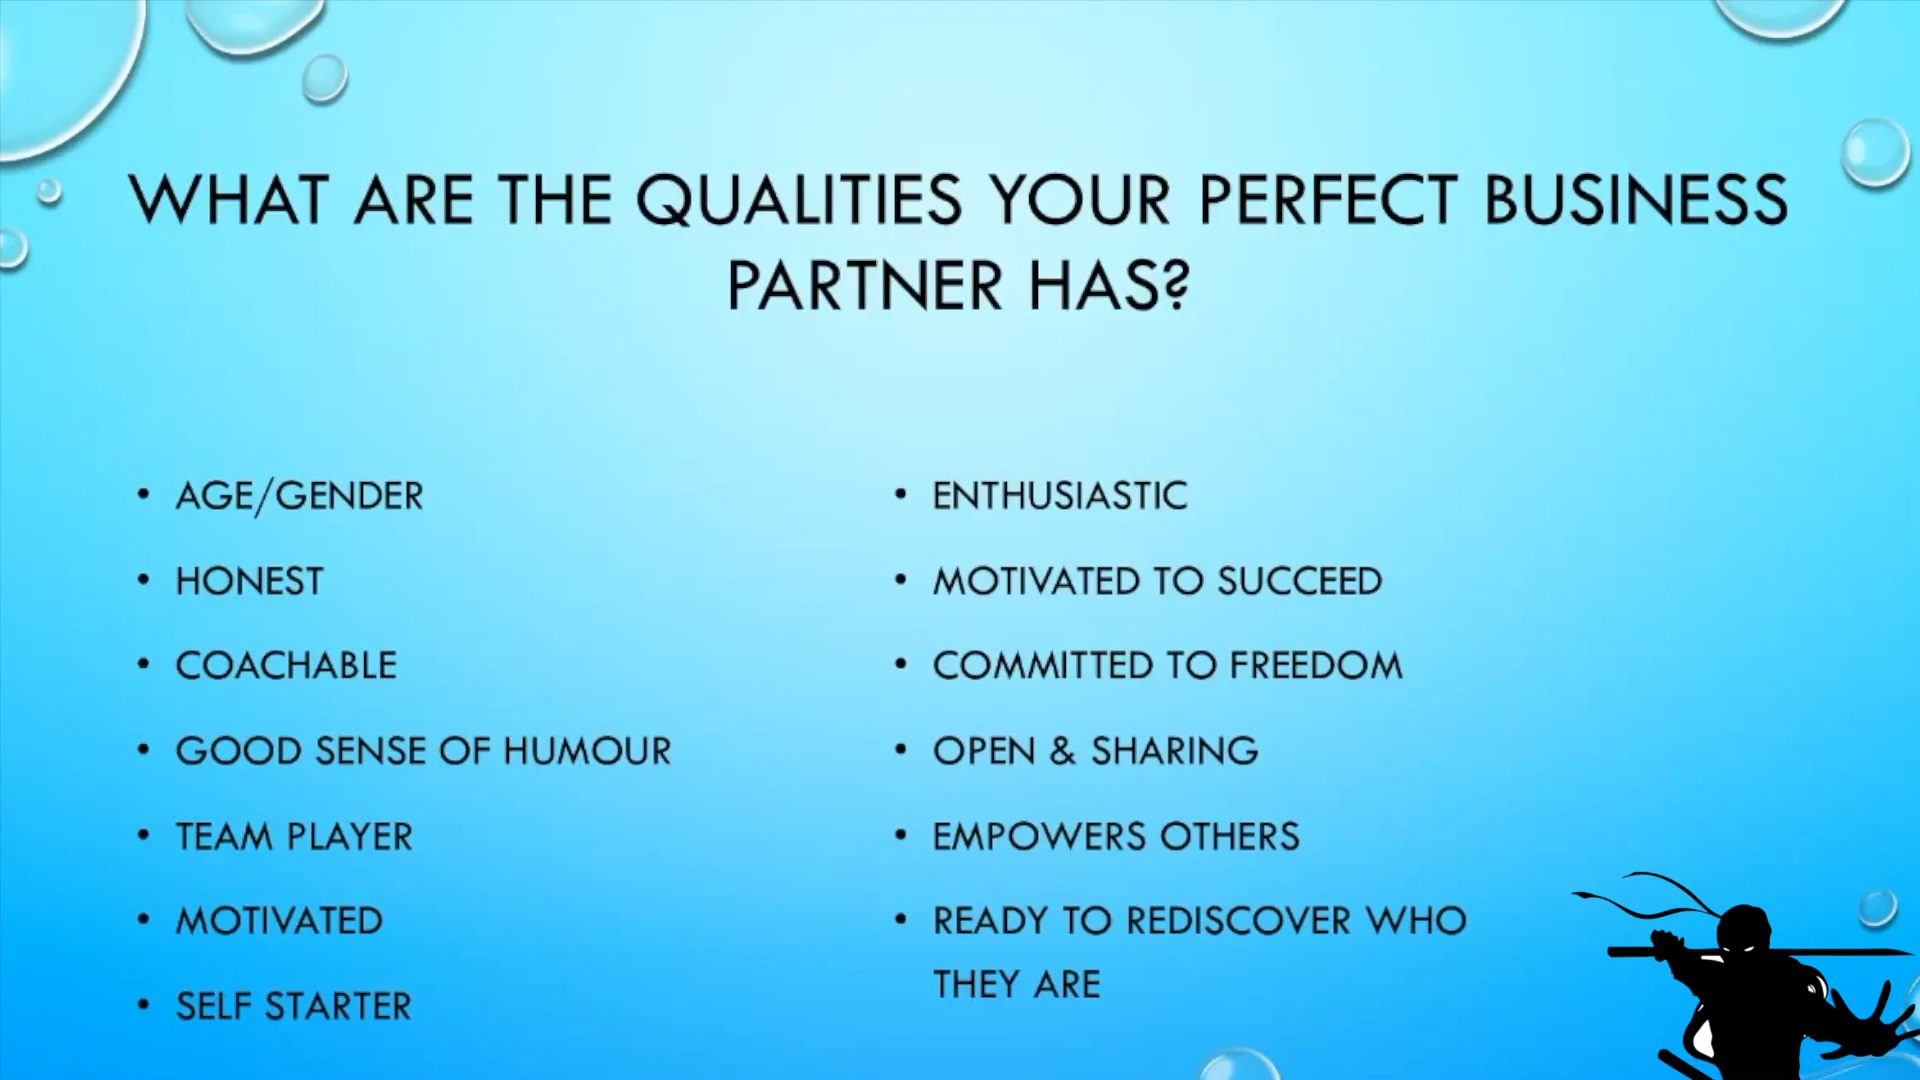 WHAT ARE THE QUALITIES YOUR PERFECT BUSINESS
PARTNER HAS?
• AGE/GENDER
• HONEST
• COACHABLE
• GOOD SENSE OF HUMOUR
• TEAM PLAYER
• MOTIVATED
• SELF STARTER
• ENTHUSIASTIC
• MOTIVATED TO SUCCEED
• COMMITTED TO FREEDOM
• OPEN & SHARING
• EMPOWERS OTHERS
• READY TO REDISCOVER WHO
THEY ARE